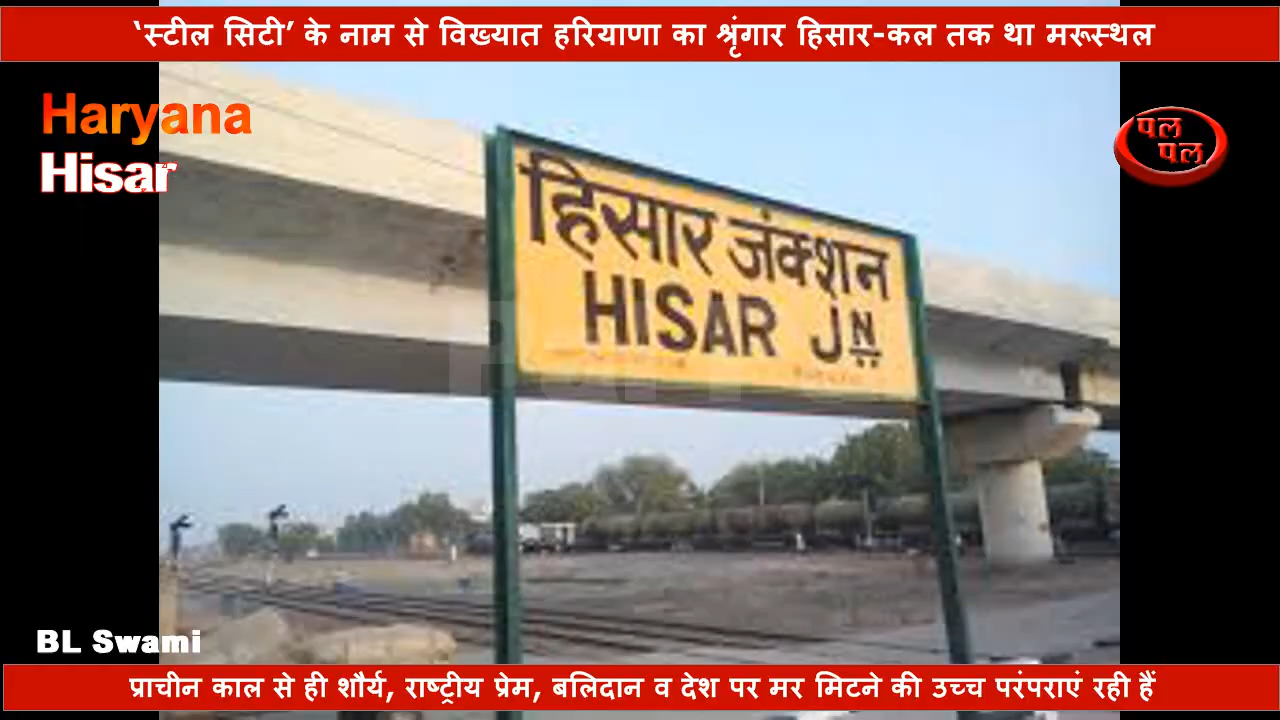 ‘स्टील सिटी’ के नाम से विख्यात हरियाणा का श्रृंगार हिसार-कल तक था मरूस्थल
Haryana
Hisar
पल
पल
हिसार जंक्शन
HISAR JN
BL Swami
प्राचीन काल से ही शौर्य, राष्ट्रीय प्रेम, बलिदान व देश पर मर मिटने की उच्च परंपराएं रही हैं